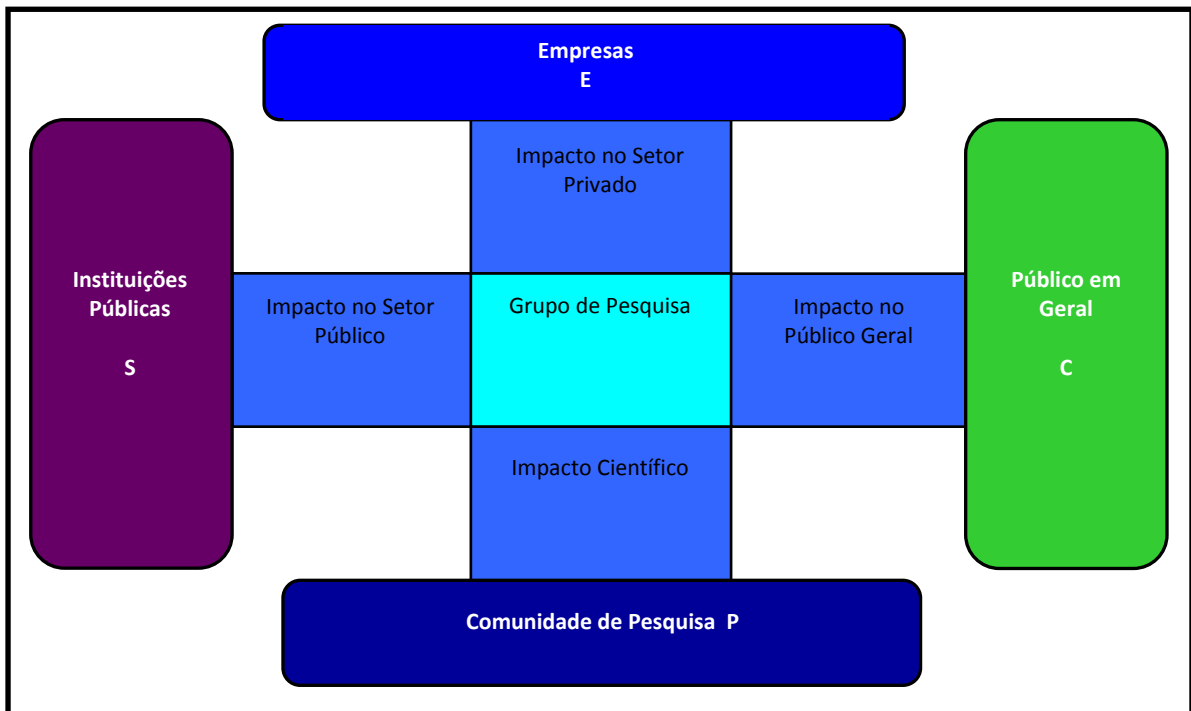 Empresas
E
Impacto no Setor
Privado
Instituições
Públicas
S
Impacto no Setor
Público
Grupo de Pesquisa
Impacto no
Público Geral
Público em
Geral
C
Impacto Científico
Comunidade de Pesquisa P